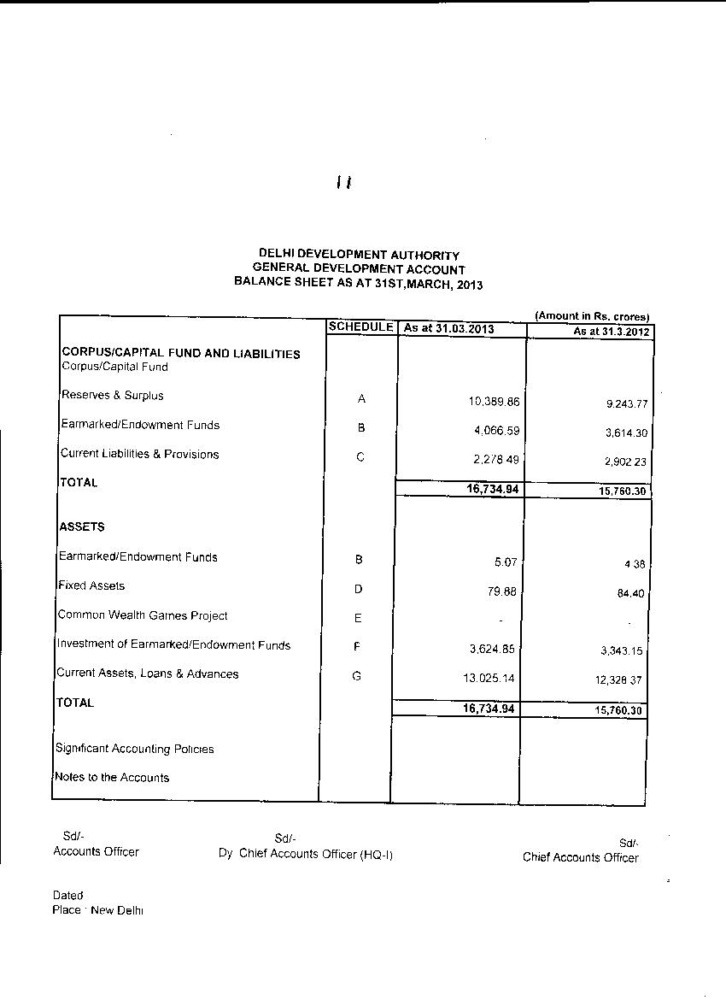 11
DELHI DEVELOPMENT AUTHORITY
GENERAL DEVELOPMENT ACCOUNT
BALANCE SHEET AS AT 31ST,MARCH, 2013
(Amount in Rs. crores)
SCHEDULE As at 31.03.2013 As at 31.3.2012
CORPUS/CAPITAL FUND AND LIABILITIES
Corpus/Capital Fund
Reserves & Surplus A 10,389.86 9,243.77
Earmarked/Endowment Funds B 4,066.59 3,614.30
Current Liabilities & Provisions C 2,278.49 2,902.23
TOTAL 16,734.94 15,760.30
ASSETS
Earmarked/Endowment Funds B 5.07 4.38
Fixed Assets D 79.88 84.40
Common Wealth Games Project E - -
Investment of Earmarked/Endowment Funds F 3,624.85 3,343.15
Current Assets, Loans & Advances G 13,025.14 12,328.37
TOTAL 16,734.94 15,760.30
Significant Accounting Policies
Notes to the Accounts
Sd/- Sd/- Sd/-
Accounts Officer Dy Chief Accounts Officer (HQ-I) Chief Accounts Officer
Dated
Place : New Delhi